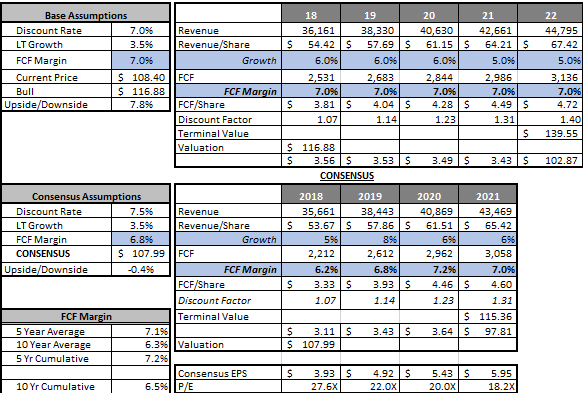 Base Assumptions 18 19 20 21 22
Discount Rate 7.0% Revenue 36,161 38,330 40,630 42,661 44,795
LT Growth 3.5% Revenue/Share $ 54.42 $ 57.69 $ 61.15 $ 64.21 $ 67.42
FCF Margin 7.0% Growth 6.0% 6.0% 6.0% 5.0% 5.0%
Current Price $ 108.40 FCF 2,531 2,683 2,844 2,986 3,136
Bull $ 116.88 FCF Margin 7.0% 7.0% 7.0% 7.0% 7.0%
Upside/Downside 7.8% FCF/Share $ 3.81 $ 4.04 $ 4.28 $ 4.49 $ 4.72
Discount Factor 1.07 1.14 1.23 1.31 1.40
Terminal Value $ 139.55
Valuation $ 116.88
$ 3.56 $ 3.53 $ 3.49 $ 3.43 $ 102.87
CONSENSUS
Consensus Assumptions 2018 2019 2020 2021
Discount Rate 7.5% Revenue 35,661 38,443 40,869 43,469
LT Growth 3.5% Revenue/Share $ 53.67 $ 57.86 $ 61.51 $ 65.42
FCF Margin 6.8% Growth 5% 8% 6% 6%
CONSENSUS $ 107.99 FCF 2,212 2,612 2,962 3,058
Upside/Downside -0.4% FCF Margin 6.2% 6.8% 7.2% 7.0%
FCF/Share $ 3.33 $ 3.93 $ 4.46 $ 4.60
Discount Factor 1.07 1.14 1.23 1.31
FCF Margin Terminal Value $ 115.36
5 Year Average 7.1% $ 3.11 $ 3.43 $ 3.64 $ 97.81
10 Year Average 6.3% Valuation $ 107.99
5 Yr Cumulative 7.2%
Consensus EPS $ 3.93 $ 4.92 $ 5.43 $ 5.95
10 Yr Cumulative 6.5% P/E 27.6X 22.0X 20.0X 18.2X